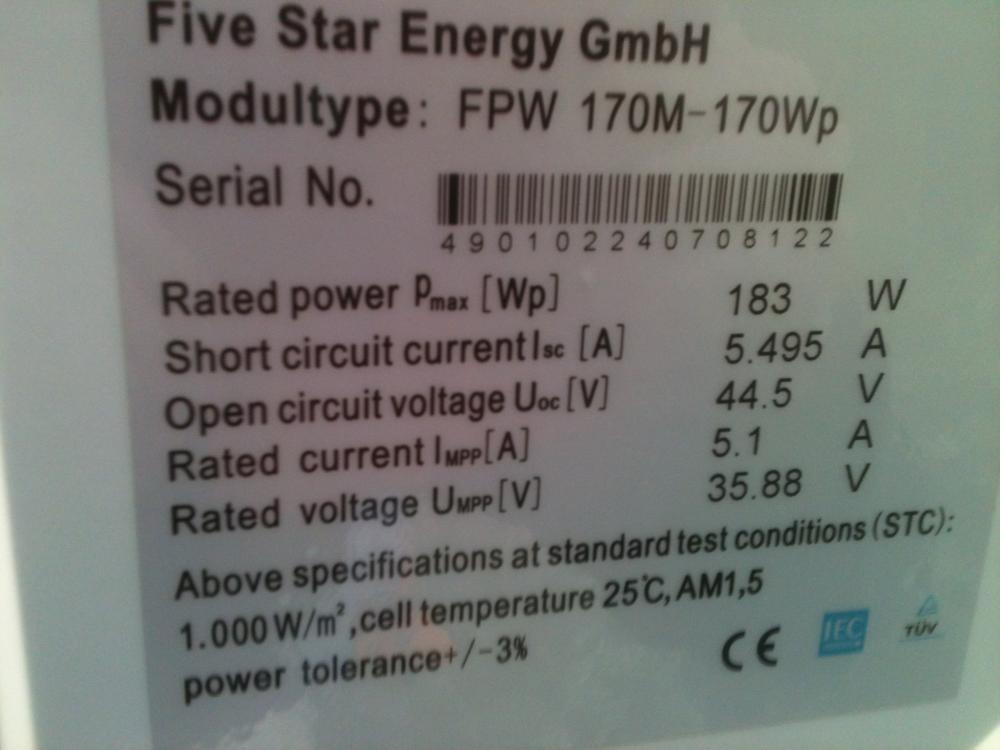 Five Star Energy GmbH
Modultype: FPW 170M-170Wp
Serial No.
490102240708122
Rated power Pmax [Wp] 183 W
Short circuit current Isc [A] 5.495 A
Open circuit voltage Uoc [V] 44.5 V
Rated current IMPP [A] 5.1 A
Rated voltage UMPP [V] 35.88 V
Above specifications at standard test conditions (STC):
1.000 W/m², cell temperature 25℃, AM1,5
power tolerance+/-3%
CE IEC TÜV